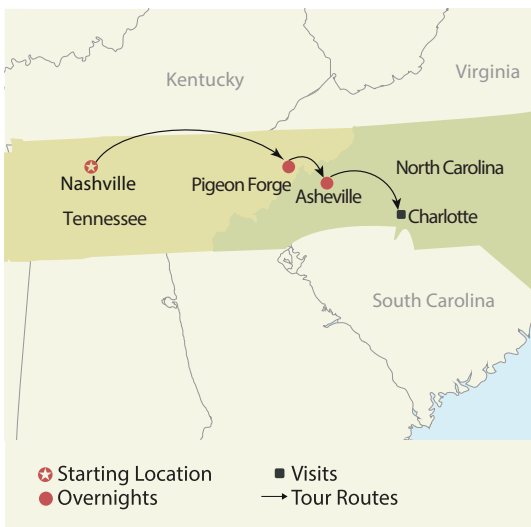 Kentucky
Virginia
North Carolina
Nashville
Pigeon Forge
Asheville
Tennessee
Charlotte
South Carolina
Starting Location
Visits
Overnights
Tour Routes